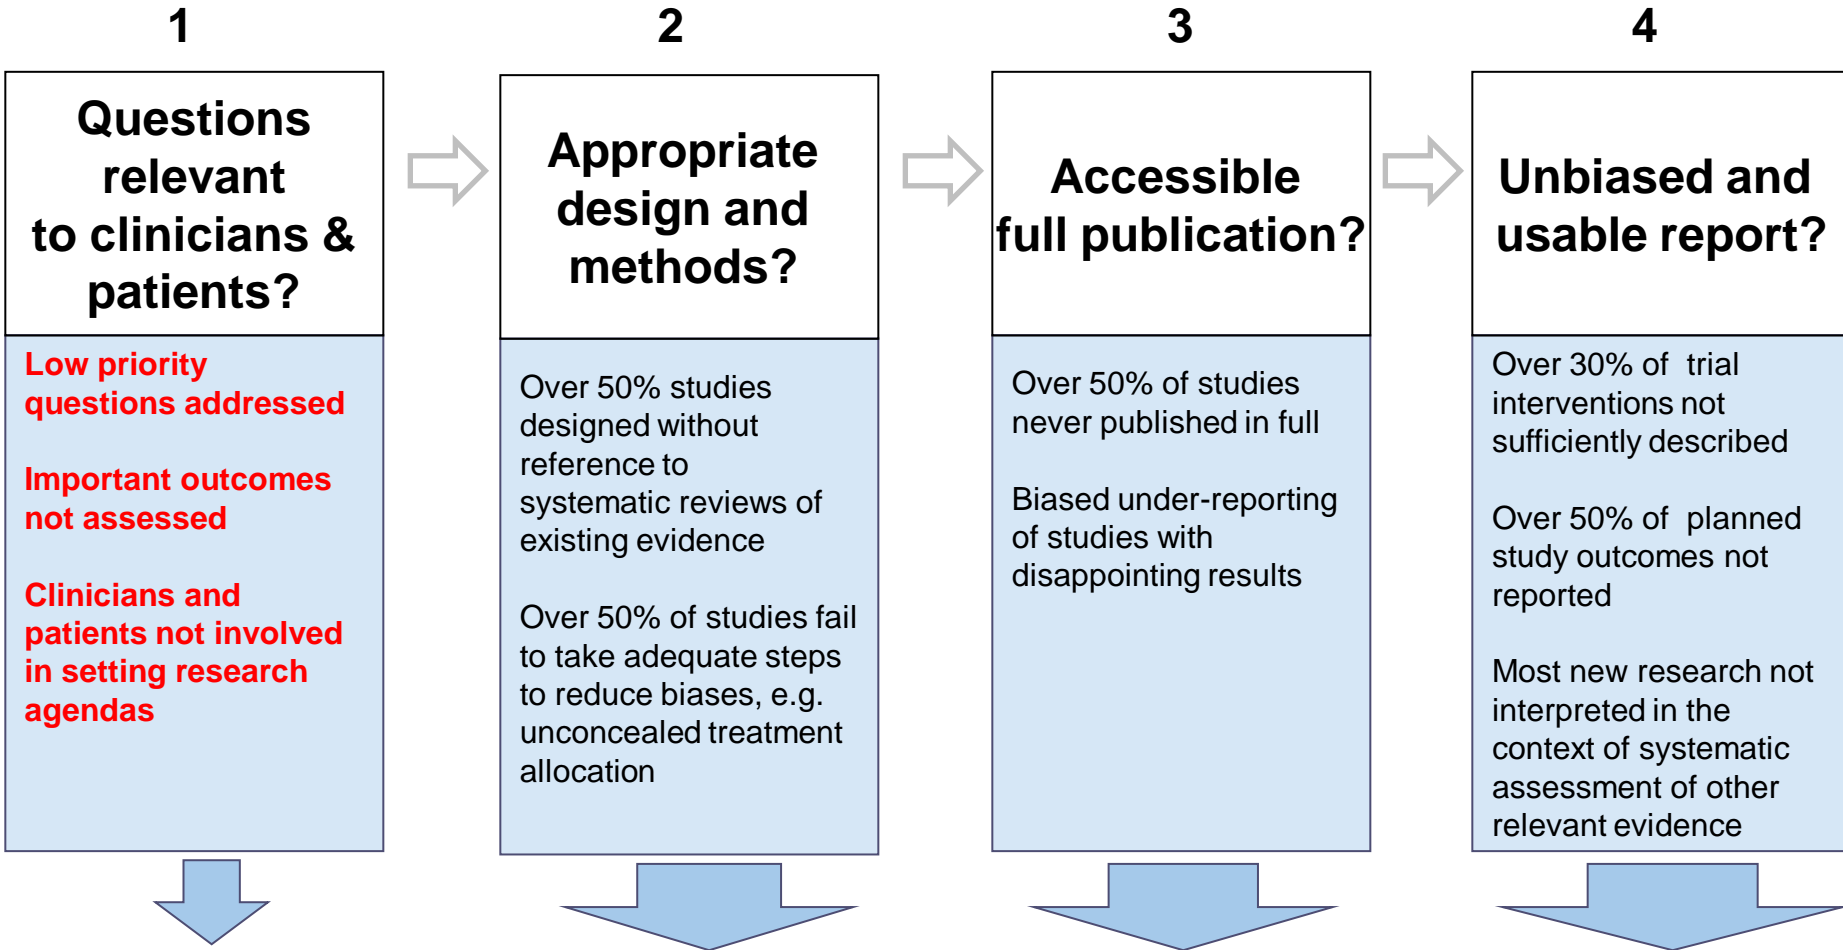 1
Questions
relevant
to clinicians &
patients?
Low priority
questions addressed
Important outcomes
not assessed
Clinicians and
patients not involved
in setting research
agendas
2
Appropriate
design and
methods?
Over 50% studies
designed without
reference to
systematic reviews of
existing evidence
Over 50% of studies fail
to take adequate steps
to reduce biases, e.g.
unconcealed treatment
allocation
3
Accessible
full publication?
Over 50% of studies
never published in full
Biased under-reporting
of studies with
disappointing results
4
Unbiased and
usable report?
Over 30% of trial
interventions not
sufficiently described
Over 50% of planned
study outcomes not
reported
Most new research not
interpreted in the
context of systematic
assessment of other
relevant evidence